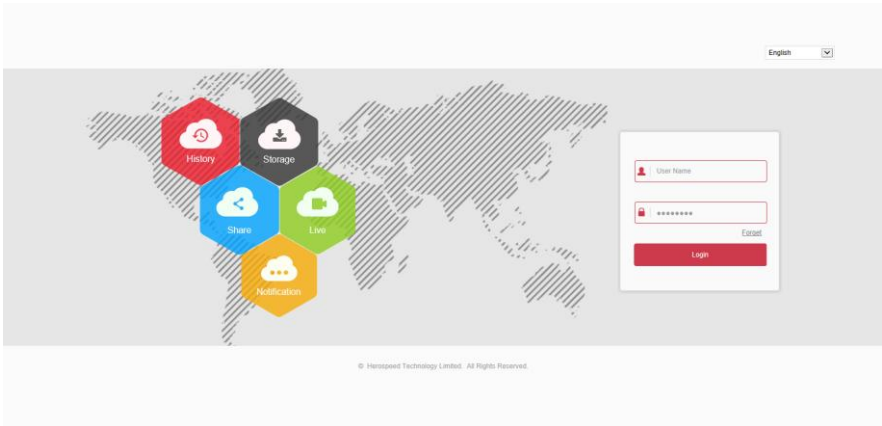 English
History
Storage
User Name
Share
Live
Forget
Login
Notification
© Herospeed Technology Limited. All Rights Reserved.